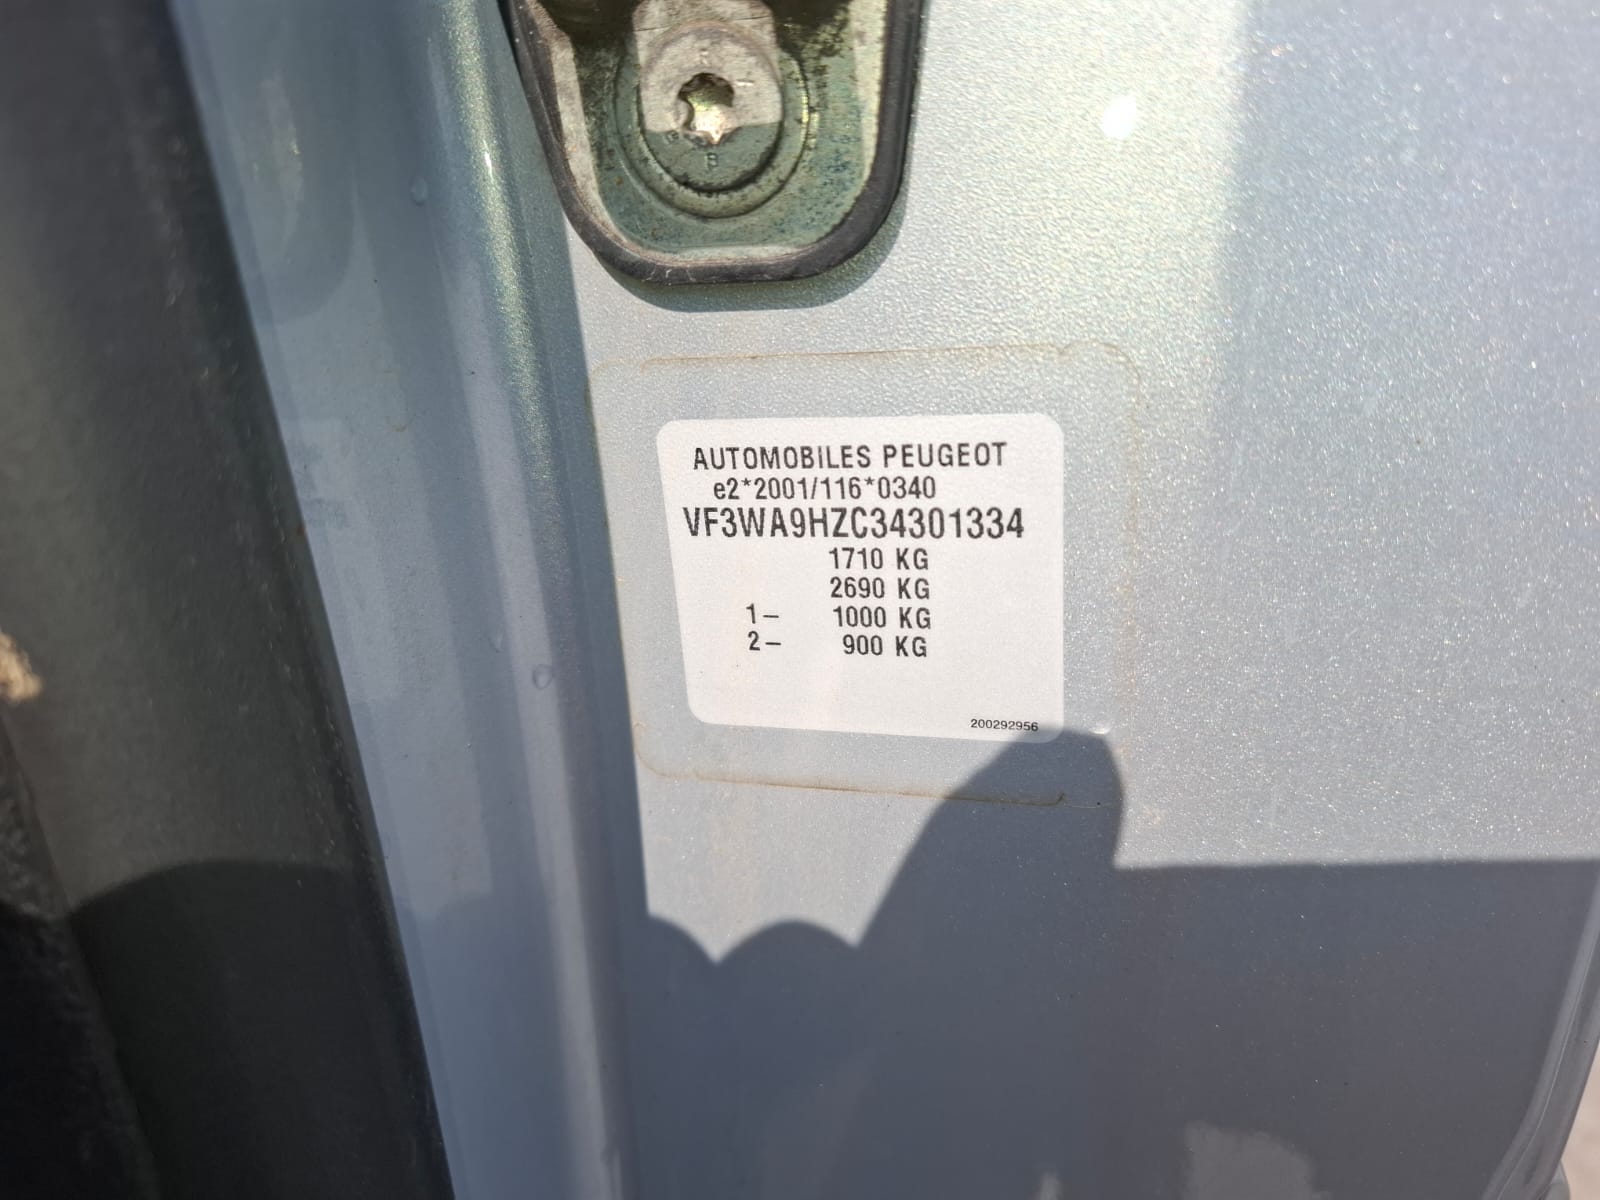 AUTOMOBILES PEUGEOT
e2*2001/116*0340
VF3WA9HZC34301334
1710 KG
2690 KG
1- 1000 KG
2- 900 KG
200292956